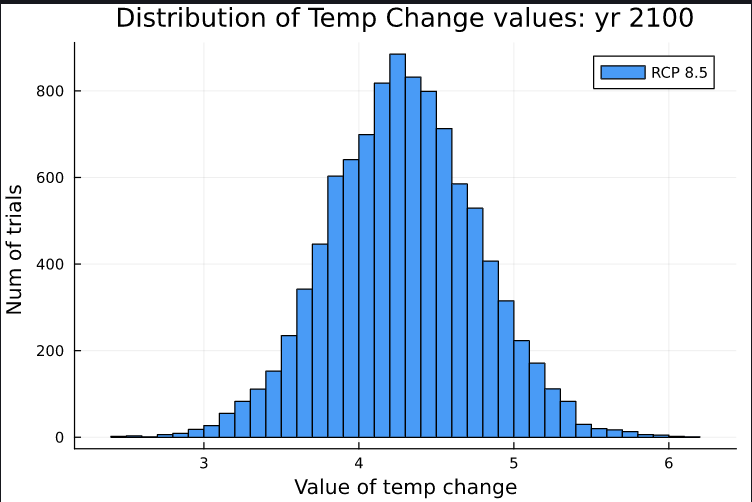 Distribution of Temp Change values: yr 2100
RCP 8.5
Num of trials
800
600
400
200
0
3 4 5 6
Value of temp change